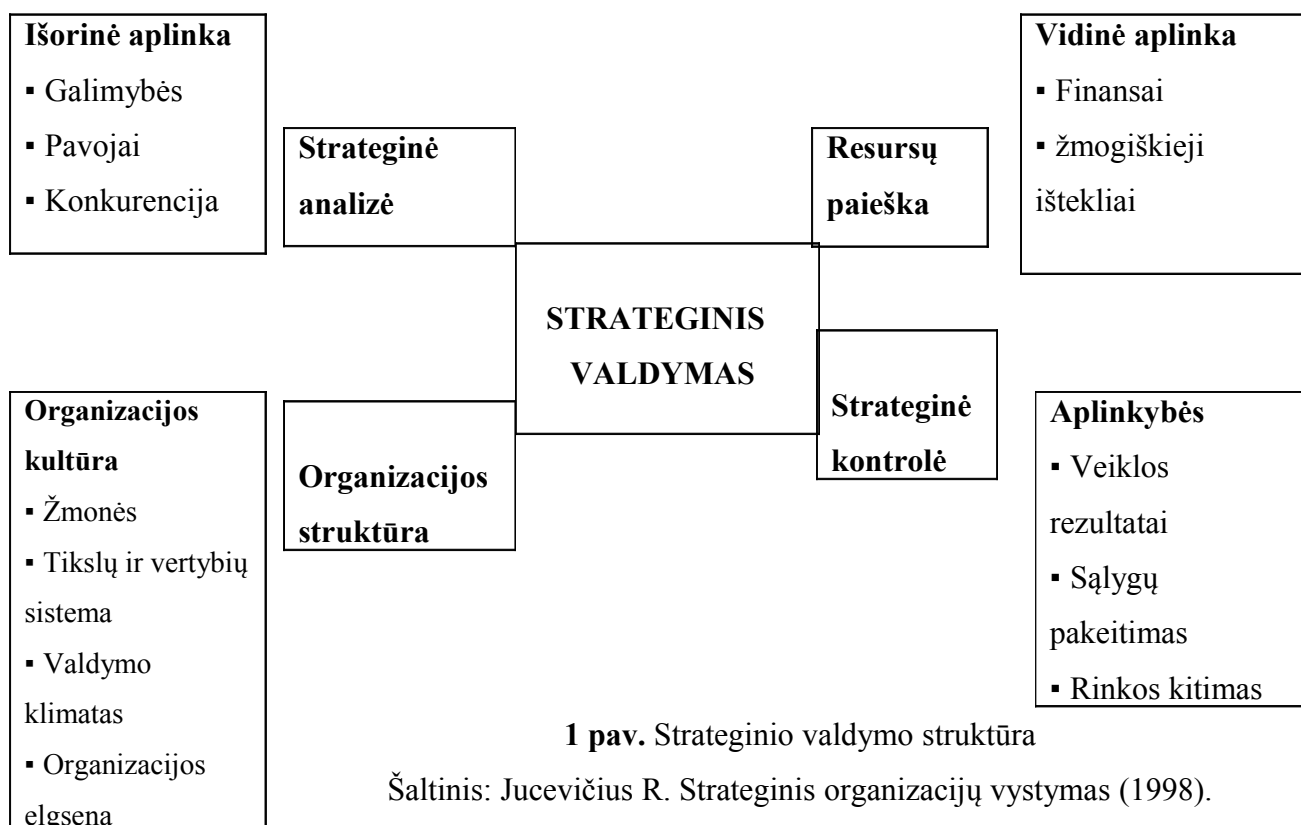 Išorinė aplinka
▪ Galimybės
▪ Pavojai
▪ Konkurencija
Strateginė
analizė
Resursų
paieška
Vidinė aplinka
▪ Finansai
▪ žmogiškieji
ištekliai
STRATEGINIS
VALDYMAS
Organizacijos
kultūra
▪ Žmonės
▪ Tikslų ir vertybių
sistema
▪ Valdymo
klimatas
▪ Organizacijos
elgsena
Organizacijos
struktūra
Strateginė
kontrolė
Aplinkybės
▪ Veiklos
rezultatai
▪ Sąlygų
pakeitimas
▪ Rinkos kitimas
1 pav. Strateginio valdymo struktūra
Šaltinis: Jucevičius R. Strateginis organizacijų vystymas (1998).